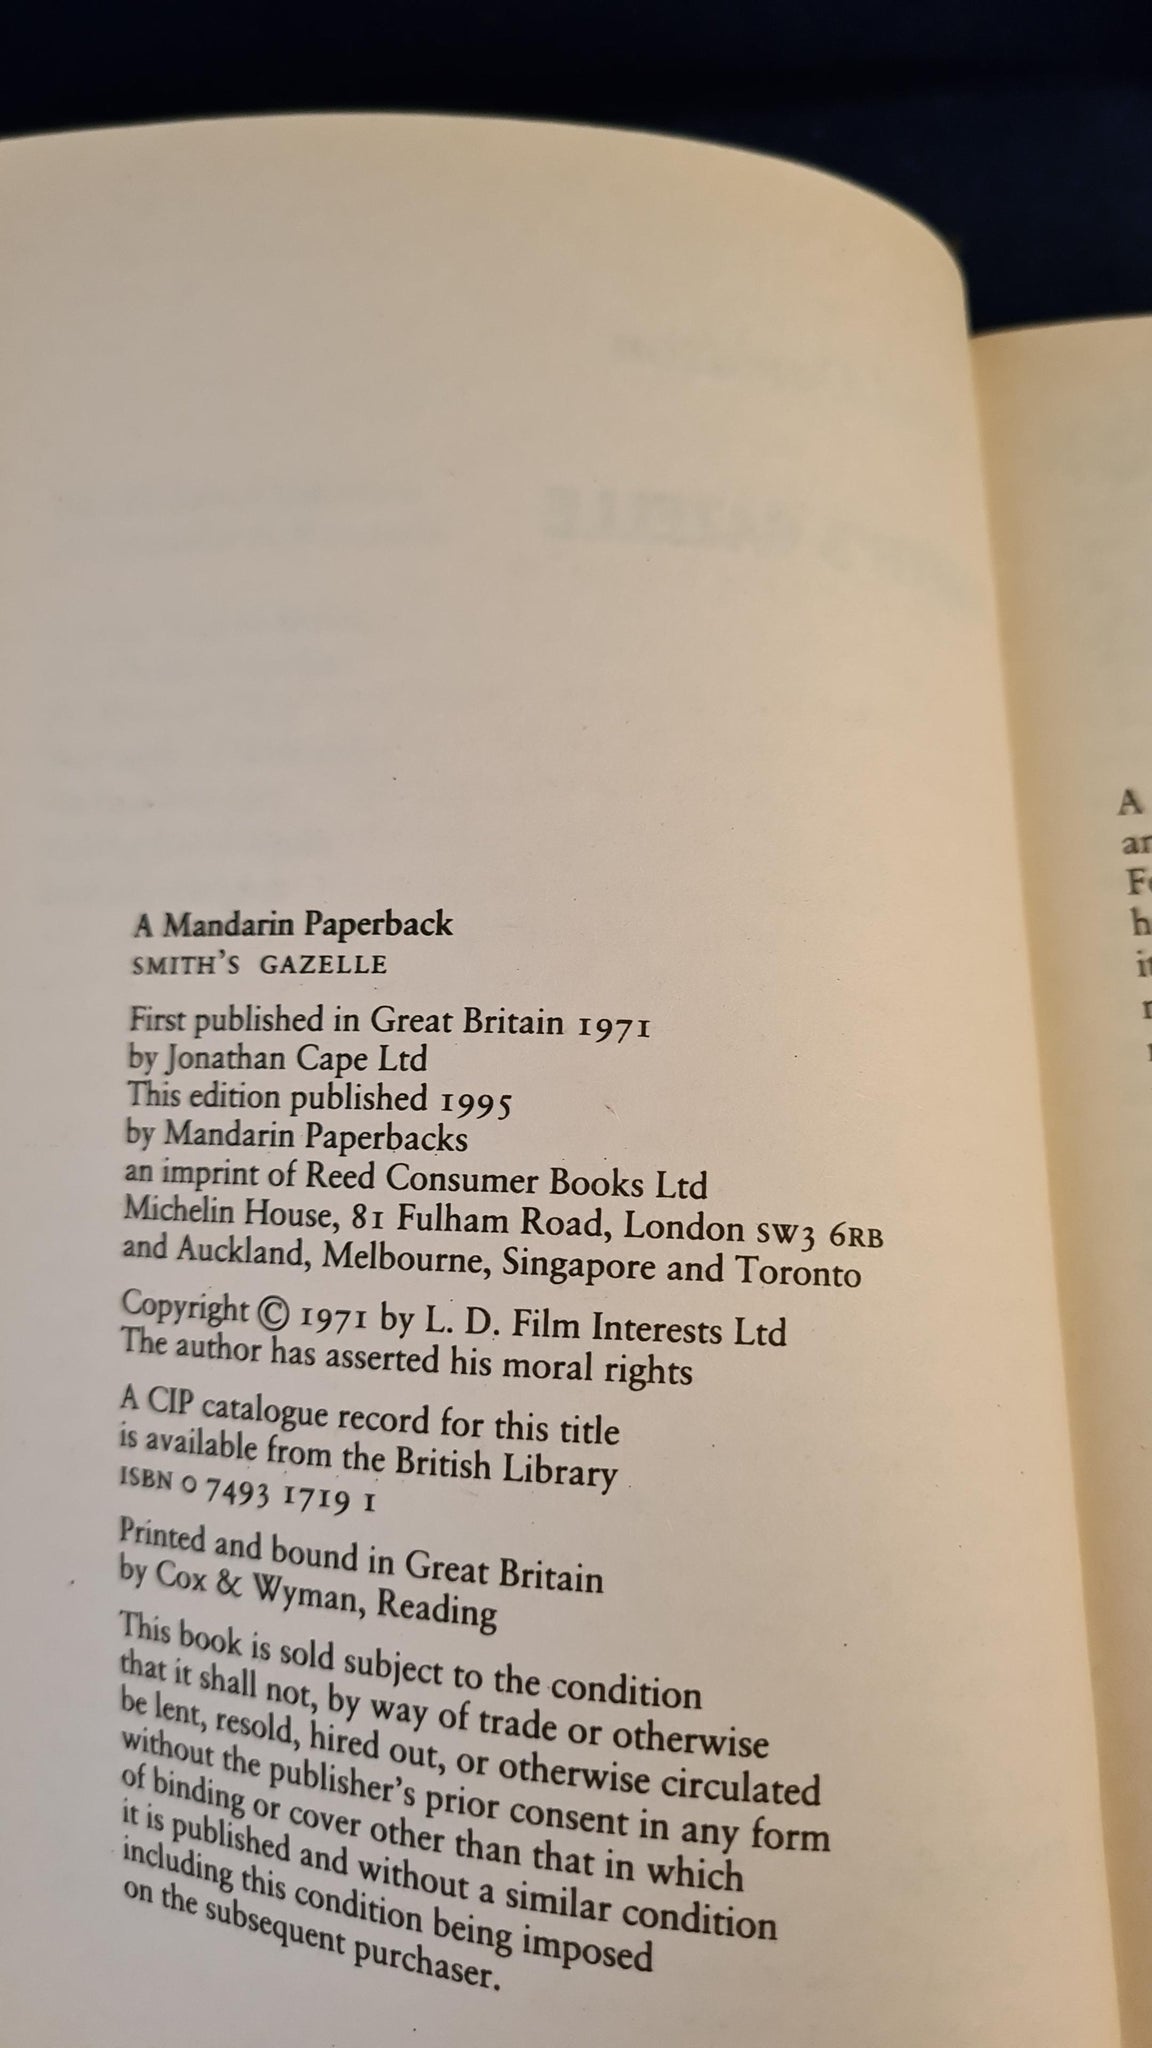 A Mandarin Paperback
SMITH'S GAZELLE
First published in Great Britain 1971
by Jonathan Cape Ltd
This edition published 1995
by Mandarin Paperbacks
an imprint of Reed Consumer Books Ltd
Michelin House, 81 Fulham Road, London SW3 6RB
and Auckland, Melbourne, Singapore and Toronto
Copyright © 1971 by L. D. Film Interests Ltd
The author has asserted his moral rights
A CIP catalogue record for this title
is available from the British Library
ISBN 0 7493 1719 1
Printed and bound in Great Britain
by Cox & Wyman, Reading
This book is sold subject to the condition
that it shall not, by way of trade or otherwise
be lent, resold, hired out, or otherwise circulated
without the publisher's prior consent in any form
of binding or cover other than that in which
it is published and without a similar condition
including this condition being imposed
on the subsequent purchaser.
A